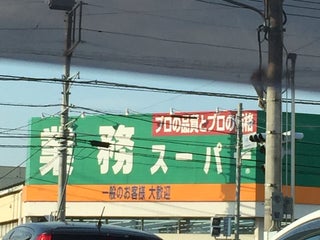 プロの品質とプロの価格
業務スーパー
一般のお客様 大歓迎